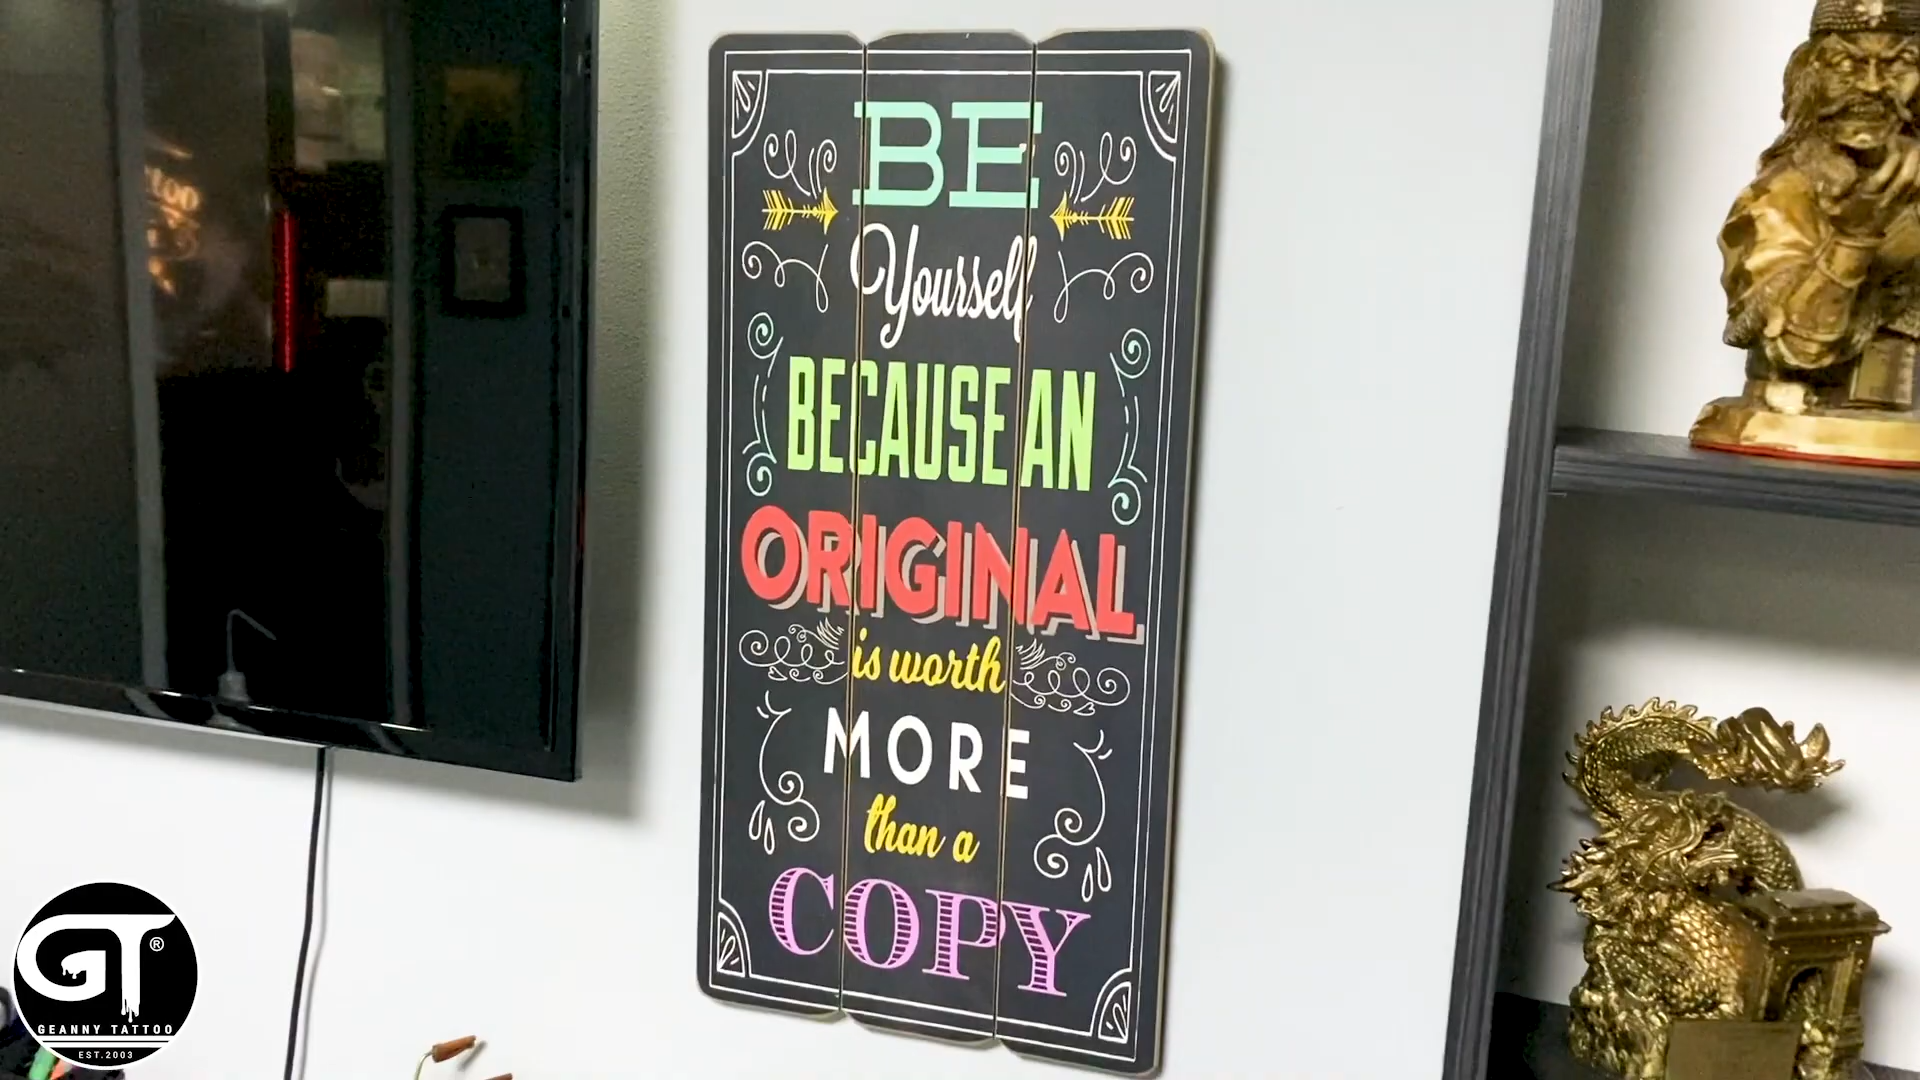 BE
Yourself
BECAUSE AN
ORIGINAL
is worth
MORE
than a
COPY
GT®
GEANNY TATTOO
EST.2003